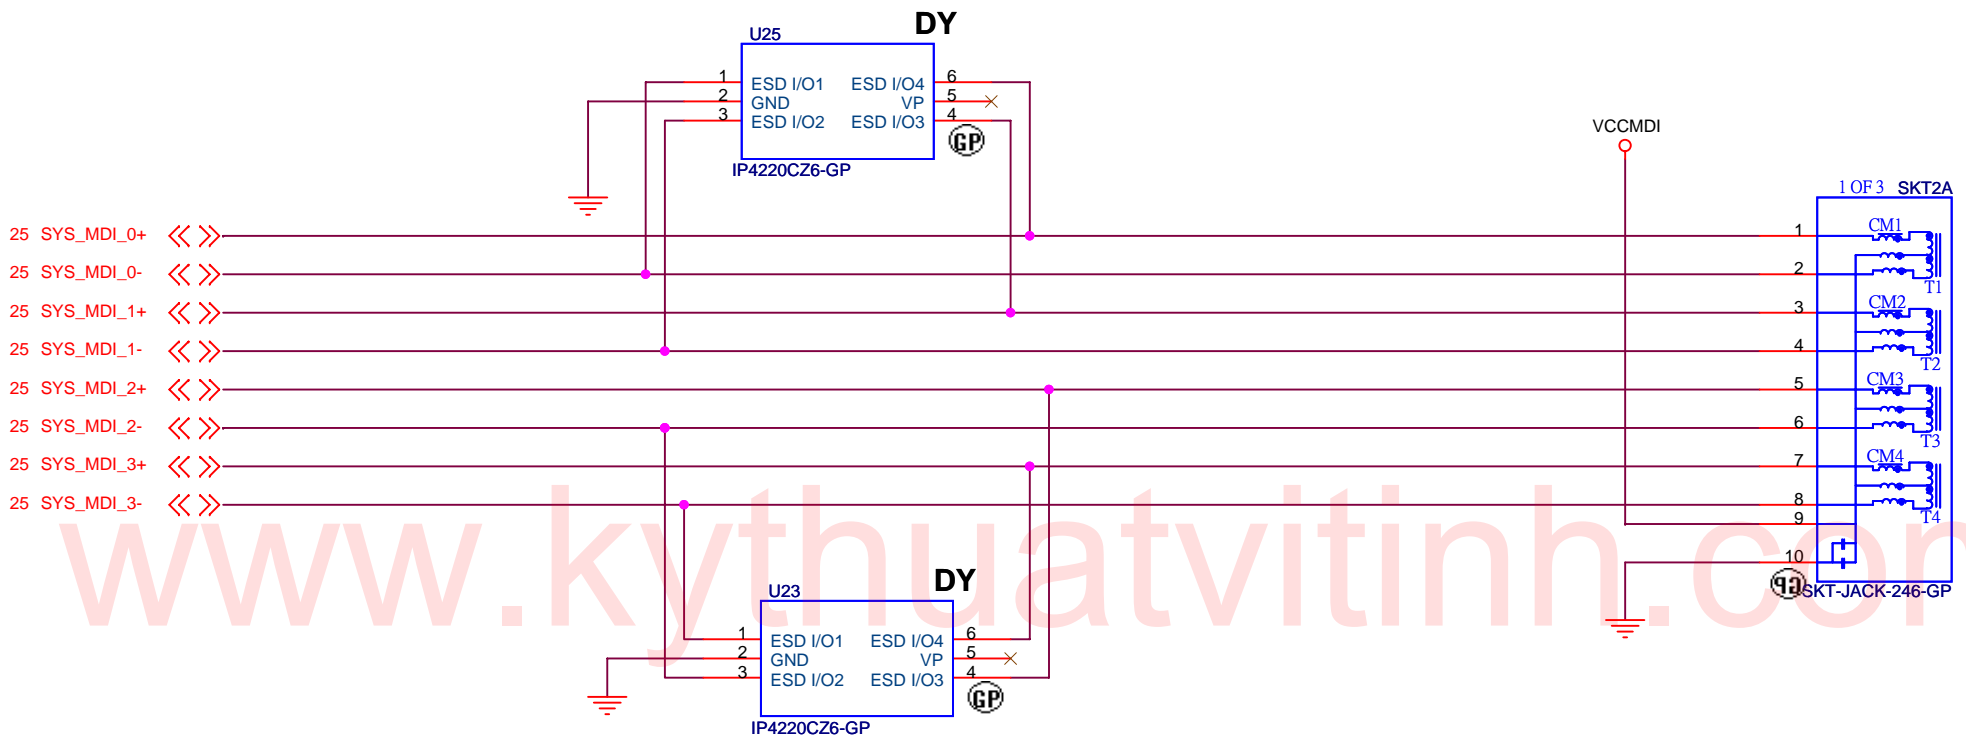 DY
U25
1 ESD I/O1 ESD I/O4 6
2 GND VP 5
3 ESD I/O2 ESD I/O3 4
GP
IP4220CZ6-GP
VCCMDI
1 OF 3 SKT2A
25 SYS_MDI_0+ 1 CM1
25 SYS_MDI_0- 2
T1
25 SYS_MDI_1+ 3 CM2
25 SYS_MDI_1- 4
T2
25 SYS_MDI_2+ 5 CM3
25 SYS_MDI_2- 6
T3
25 SYS_MDI_3+ 7 CM4
25 SYS_MDI_3- 8
9 T4
10
GP
SKT-JACK-246-GP
www.kythuatvitinh.com
DY
U23
1 ESD I/O1 ESD I/O4 6
2 GND VP 5
3 ESD I/O2 ESD I/O3 4
GP
IP4220CZ6-GP